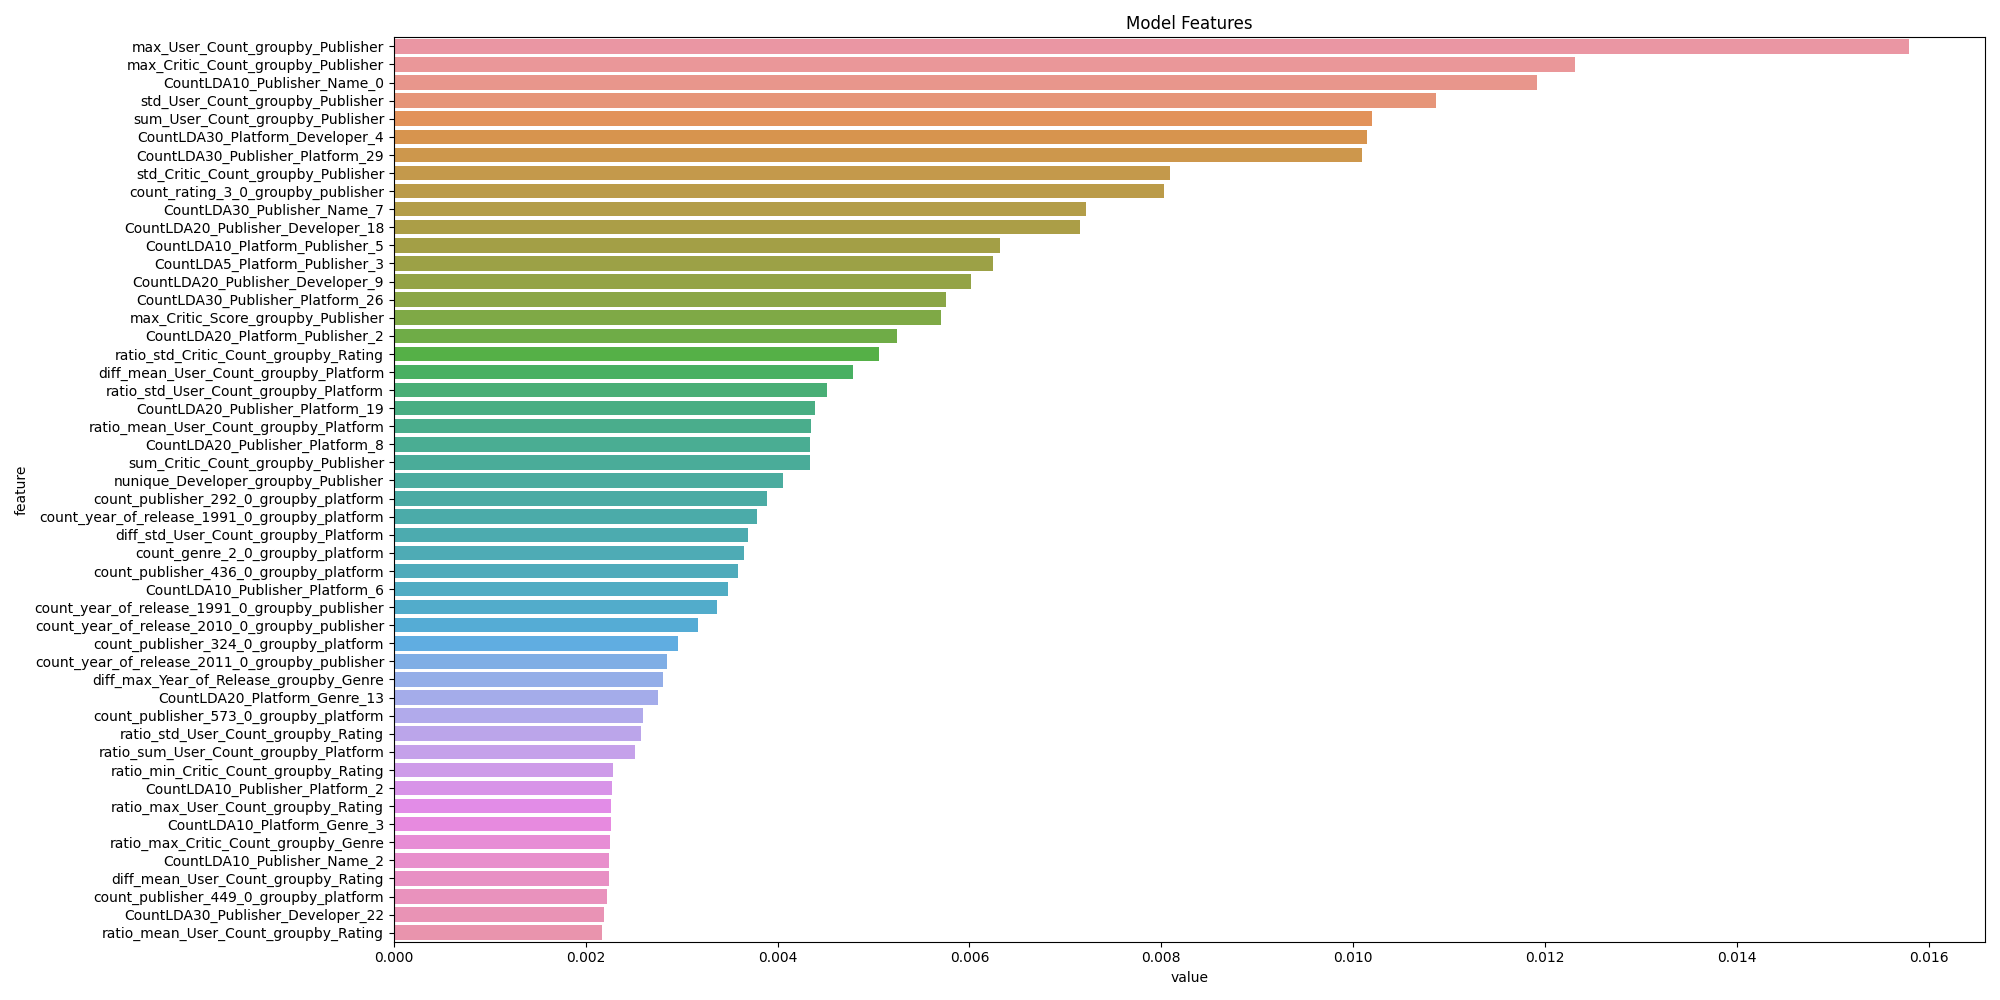 Model Features
feature
max_User_Count_groupby_Publisher
max_Critic_Count_groupby_Publisher
CountLDA10_Publisher_Name_0
std_User_Count_groupby_Publisher
sum_User_Count_groupby_Publisher
CountLDA30_Platform_Developer_4
CountLDA30_Publisher_Platform_29
std_Critic_Count_groupby_Publisher
count_rating_3_0_groupby_publisher
CountLDA30_Publisher_Name_7
CountLDA20_Publisher_Developer_18
CountLDA10_Platform_Publisher_5
CountLDA5_Platform_Publisher_3
CountLDA20_Publisher_Developer_9
CountLDA30_Publisher_Platform_26
max_Critic_Score_groupby_Publisher
CountLDA20_Platform_Publisher_2
ratio_std_Critic_Count_groupby_Rating
diff_mean_User_Count_groupby_Platform
ratio_std_User_Count_groupby_Platform
CountLDA20_Publisher_Platform_19
ratio_mean_User_Count_groupby_Platform
CountLDA20_Publisher_Platform_8
sum_Critic_Count_groupby_Publisher
nunique_Developer_groupby_Publisher
count_publisher_292_0_groupby_platform
count_year_of_release_1991_0_groupby_platform
diff_std_User_Count_groupby_Platform
count_genre_2_0_groupby_platform
count_publisher_436_0_groupby_platform
CountLDA10_Publisher_Platform_6
count_year_of_release_1991_0_groupby_publisher
count_year_of_release_2010_0_groupby_publisher
count_publisher_324_0_groupby_platform
count_year_of_release_2011_0_groupby_publisher
diff_max_Year_of_Release_groupby_Genre
CountLDA20_Platform_Genre_13
count_publisher_573_0_groupby_platform
ratio_std_User_Count_groupby_Rating
ratio_sum_User_Count_groupby_Platform
ratio_min_Critic_Count_groupby_Rating
CountLDA10_Publisher_Platform_2
ratio_max_User_Count_groupby_Rating
CountLDA10_Platform_Genre_3
ratio_max_Critic_Count_groupby_Genre
CountLDA10_Publisher_Name_2
diff_mean_User_Count_groupby_Rating
count_publisher_449_0_groupby_platform
CountLDA30_Publisher_Developer_22
ratio_mean_User_Count_groupby_Rating
0.000 0.002 0.004 0.006 0.008 0.010 0.012 0.014 0.016
value